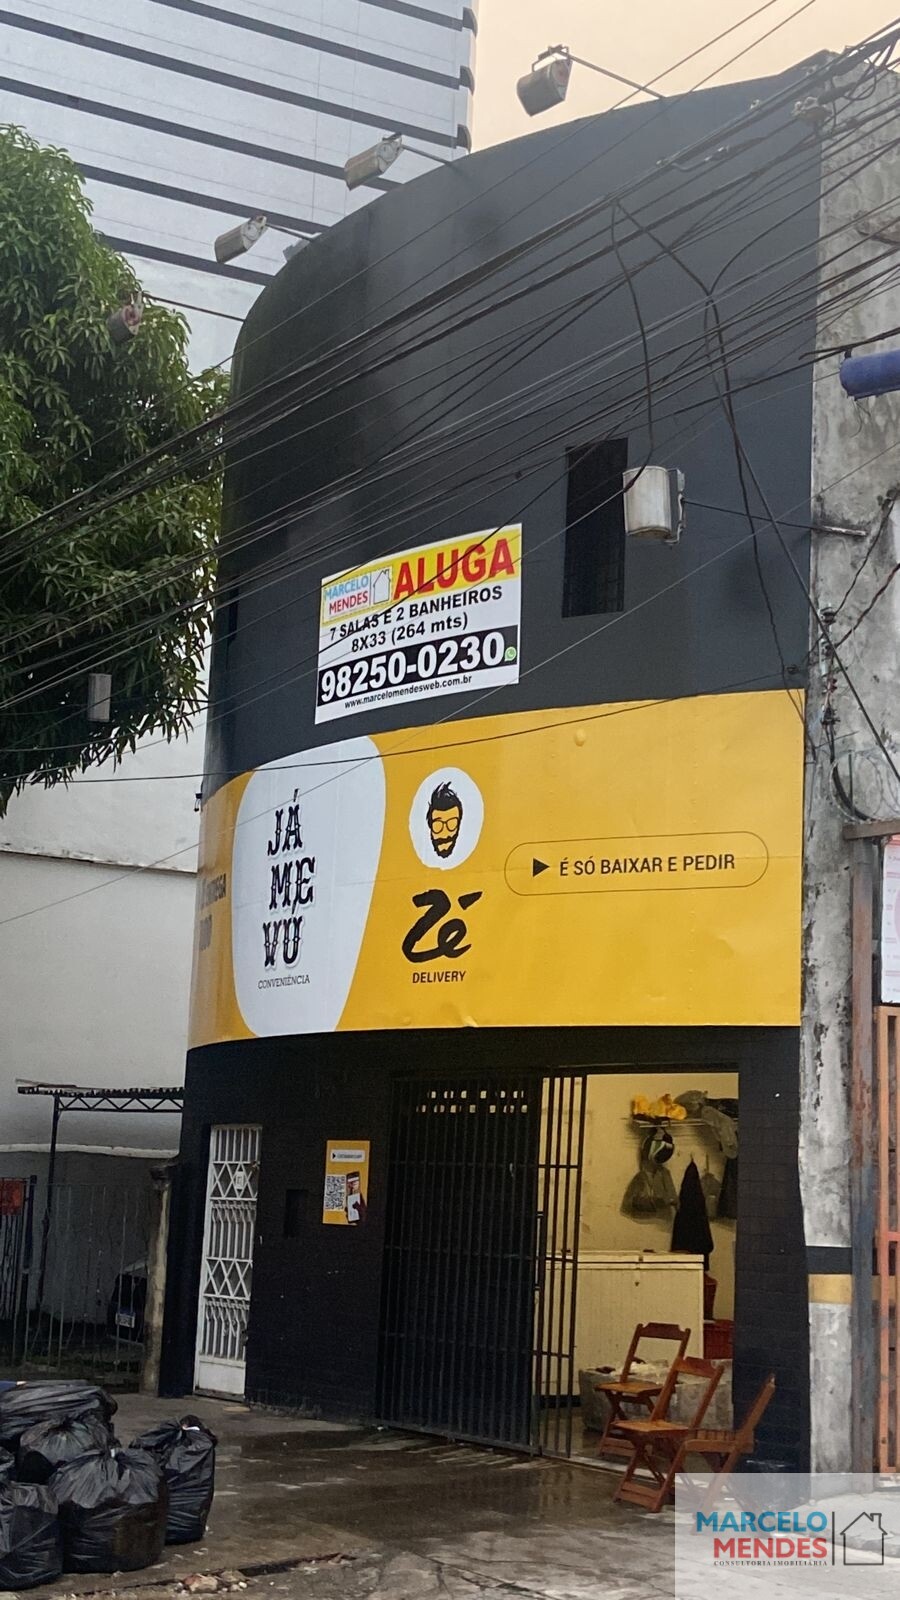 MARCELO
MENDES
ALUGA
7 SALAS E 2 BANHEIROS
8X33 (264 mts)
98250-0230
www.marcelomendesweb.com.br
JÁ
ME
VÚ
CONVENIÊNCIA
Zé
DELIVERY
É SÓ BAIXAR E PEDIR
MARCELO
MENDES
CONSULTORIA IMOBILIÁRIA